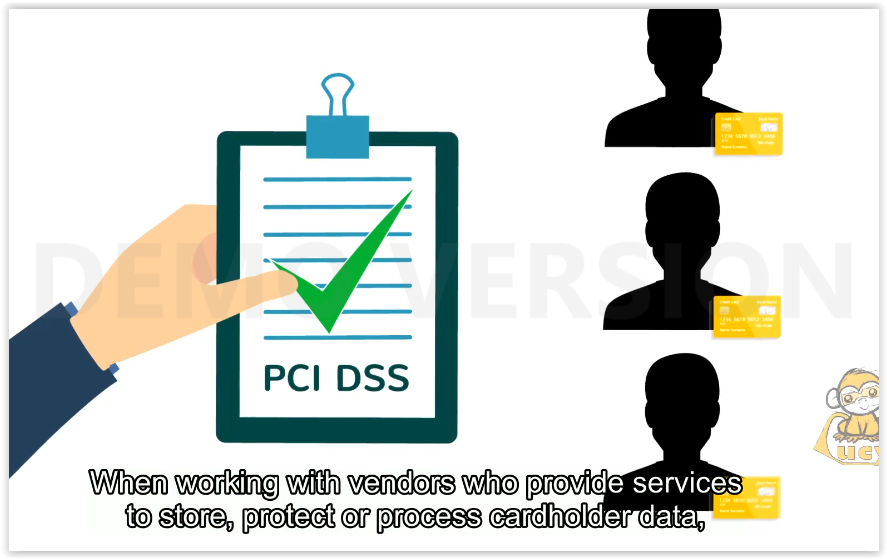 DEMO VERSION
PCI DSS
When working with vendors who provide services
to store, protect or process cardholder data,